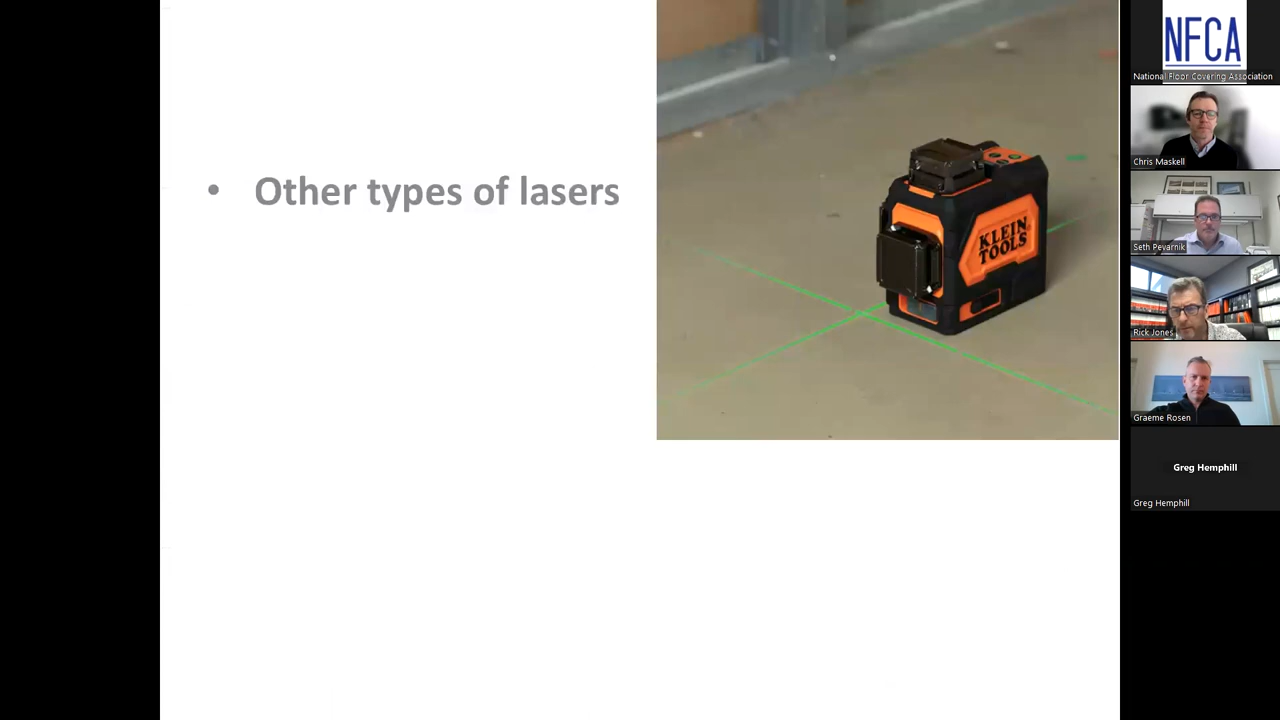 • Other types of lasers
KLEIN
TOOLS
NFCA
National Floor Covering Association
Chris Maskell
Seth Pevarnik
Rick Jones
Graeme Rosen
Greg Hemphill
Greg Hemphill